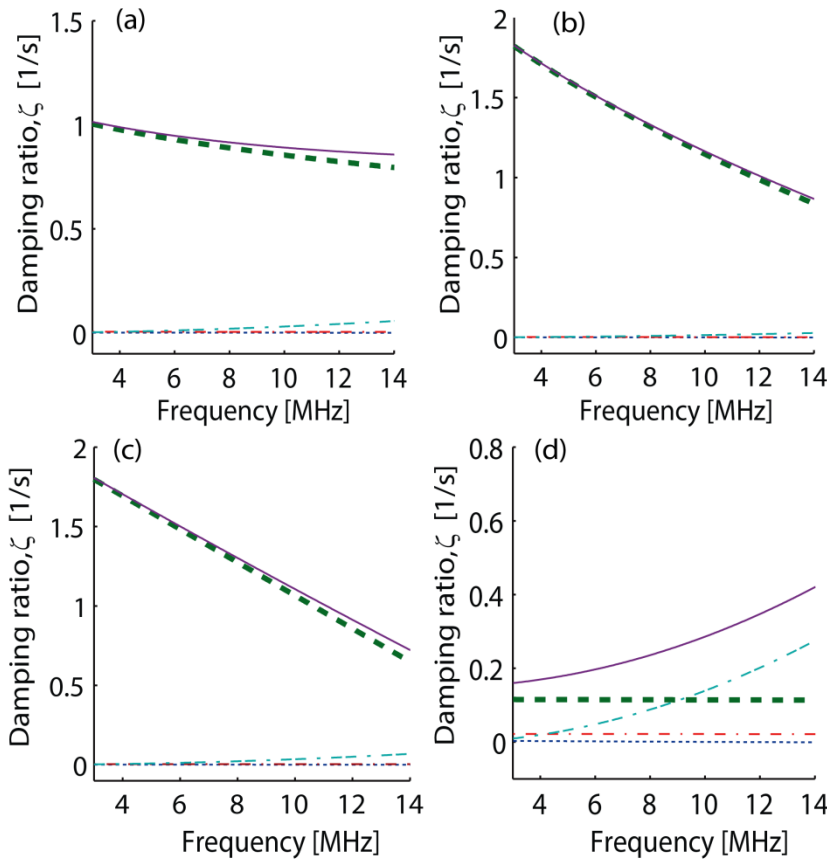 (a)
Damping ratio,ζ [1/s]
1.5
1
0.5
0
4 6 8 10 12 14
Frequency [MHz]
(b)
Damping ratio,ζ [1/s]
2
1.5
1
0.5
0
4 6 8 10 12 14
Frequency [MHz]
(c)
Damping ratio,ζ [1/s]
2
1.5
1
0.5
0
4 6 8 10 12 14
Frequency [MHz]
(d)
Damping ratio,ζ [1/s]
0.8
0.6
0.4
0.2
0
4 6 8 10 12 14
Frequency [MHz]